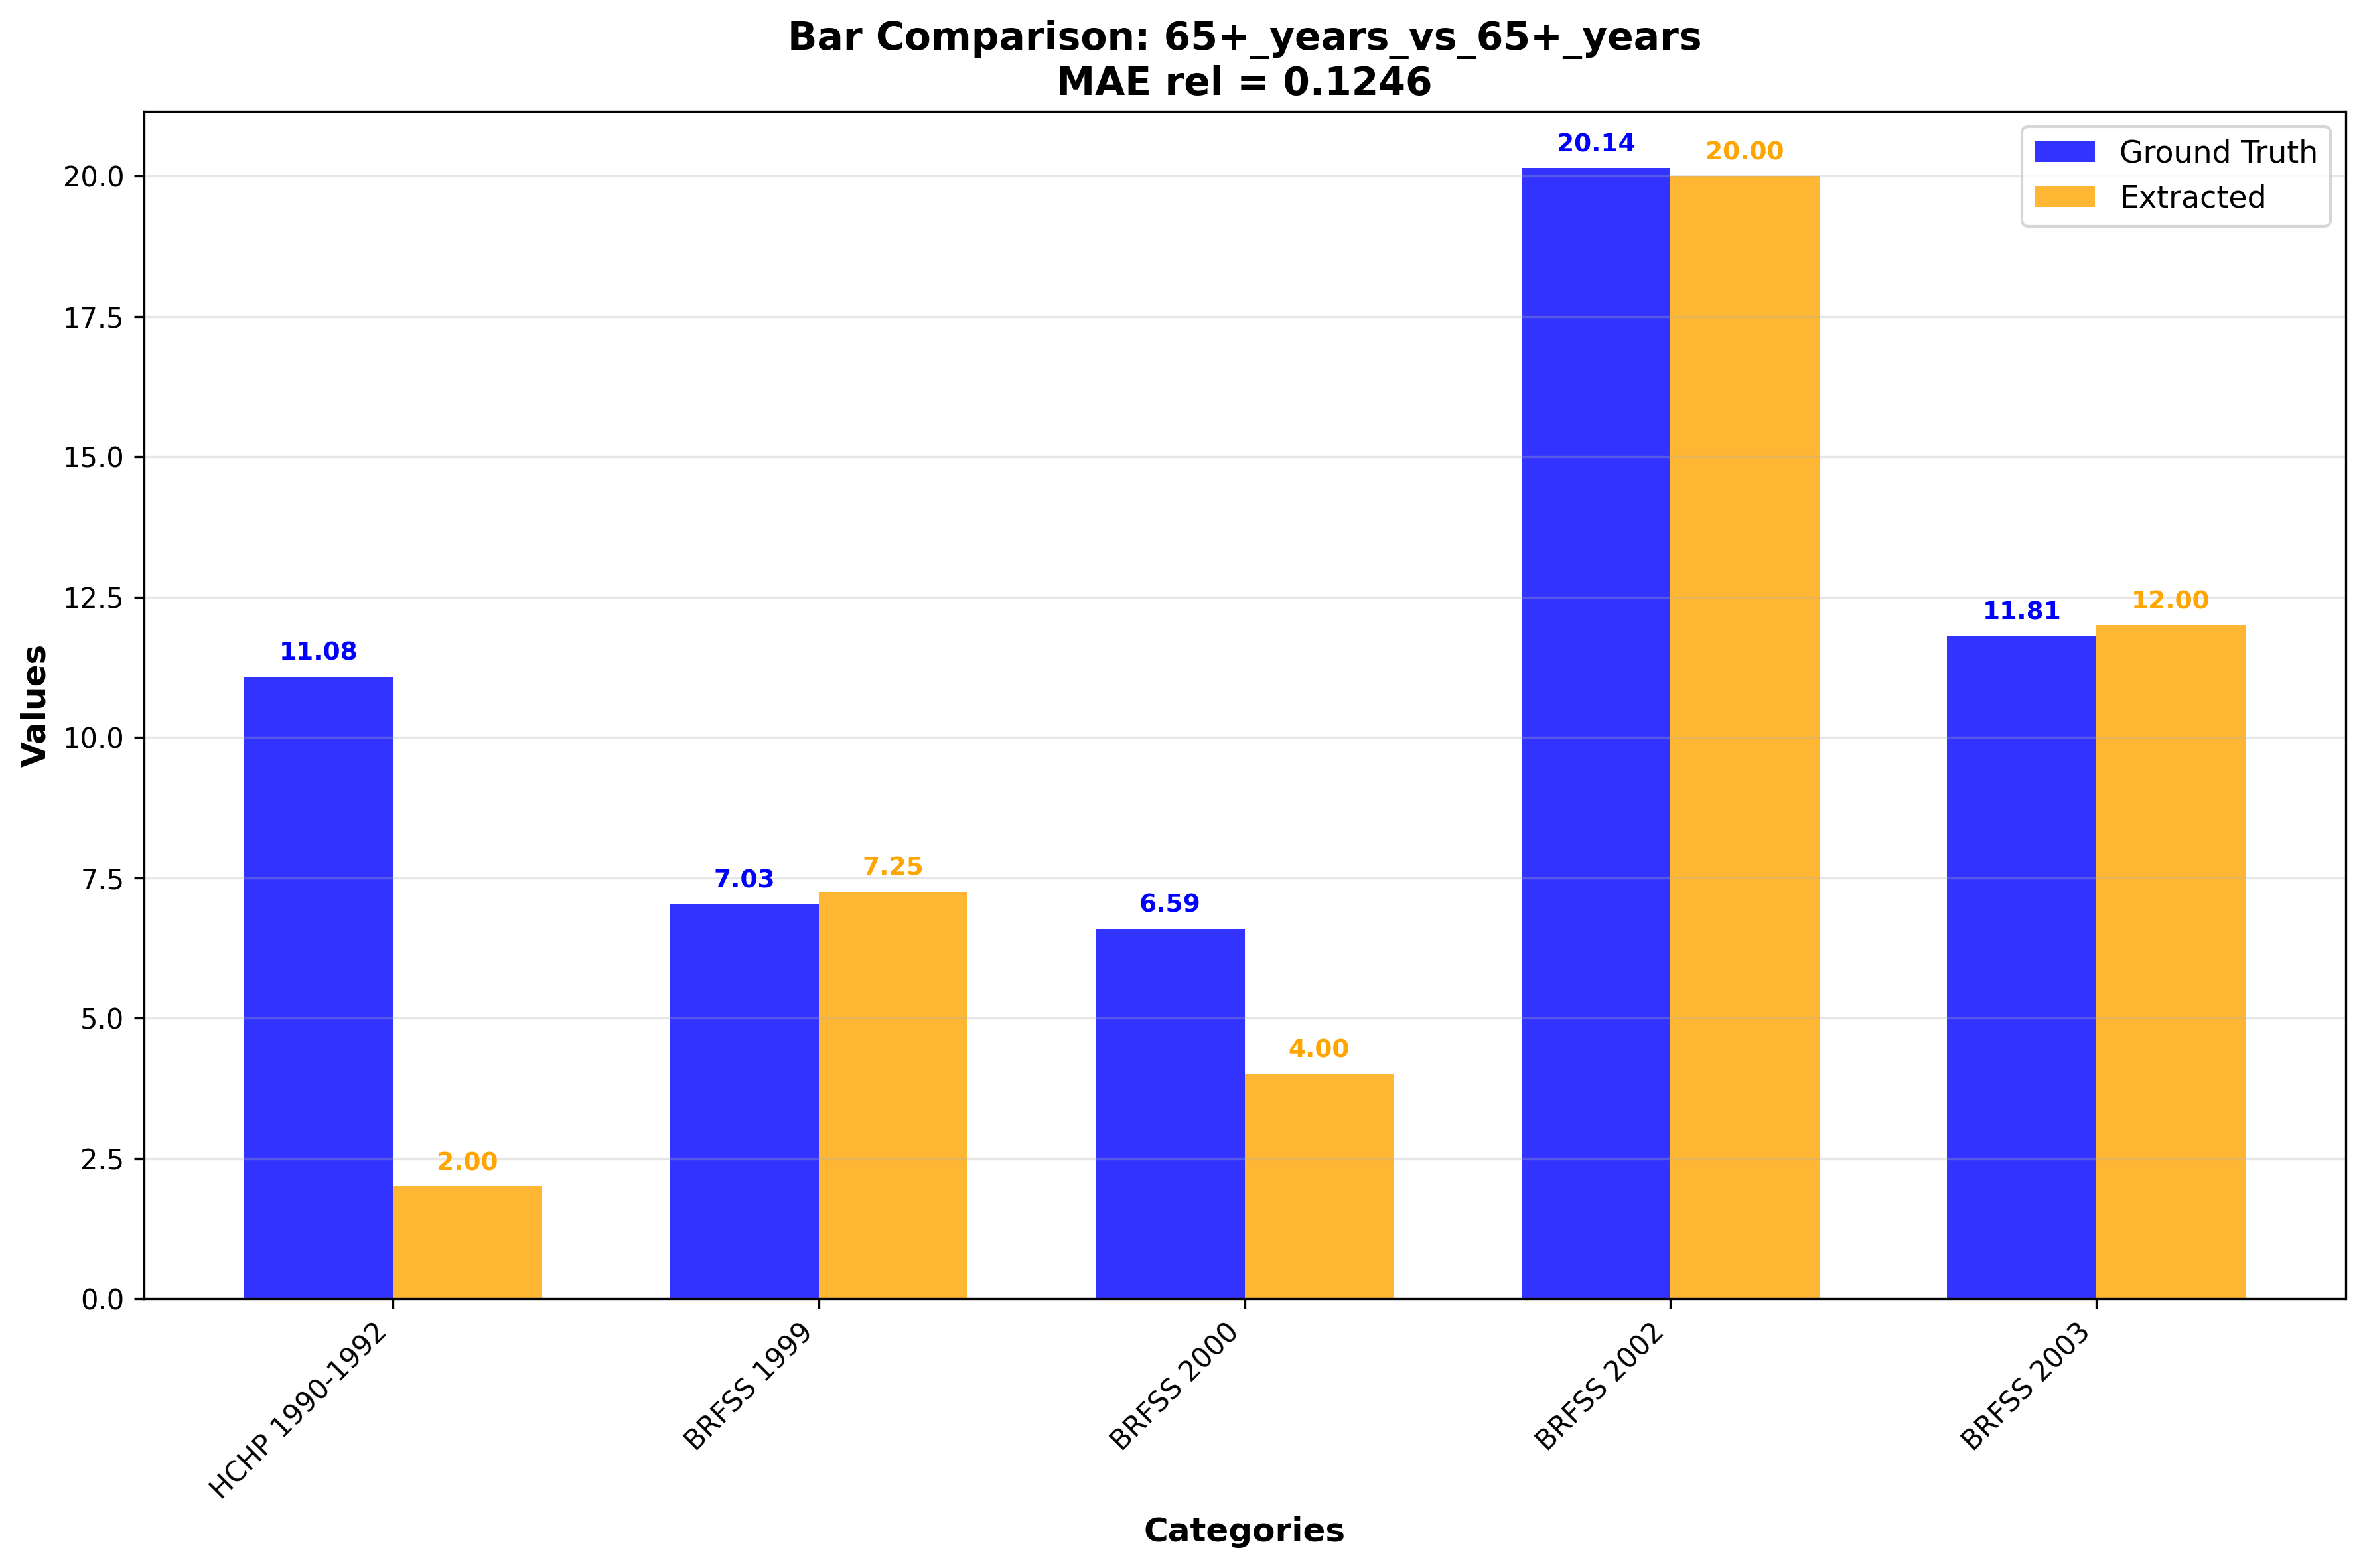 Bar Comparison: 65+_years_vs_65+_years
MAE rel = 0.1246
Ground Truth
Extracted
Values
20.0
17.5
15.0
12.5
10.0
7.5
5.0
2.5
0.0
11.08
2.00
7.03
7.25
6.59
4.00
20.14
20.00
11.81
12.00
HCHP 1990-1992
BRFSS 1999
BRFSS 2000
BRFSS 2002
BRFSS 2003
Categories